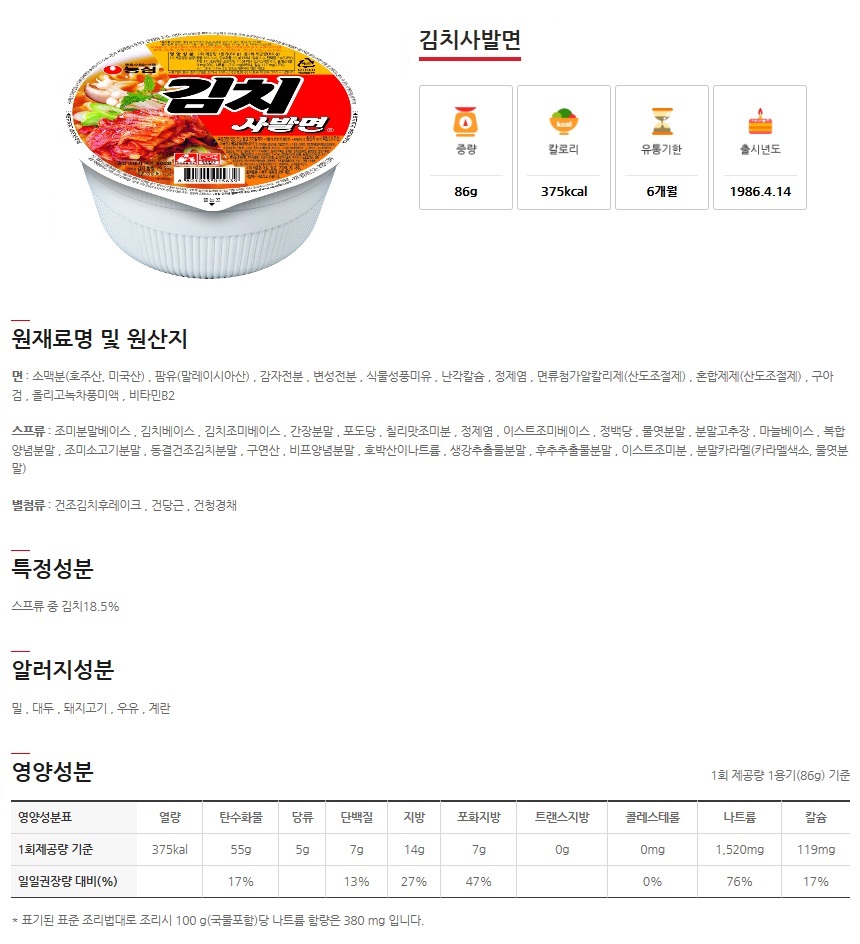 농심
김치
사발면
8 801043 015639
김치사발면
kcal
중량
칼로리
유통기한
출시년도
86g
375kcal
6개월
1986.4.14
원재료명 및 원산지
면 : 소맥분(호주산, 미국산) , 팜유(말레이시아산) , 감자전분 , 변성전분 , 식물성풍미유 , 난각칼슘 , 정제염 , 면류첨가알칼리제(산도조절제) , 혼합제제(산도조절제) , 구아
검 , 올리고녹차풍미액 , 비타민B2
스프류 : 조미분말베이스 , 김치베이스 , 김치조미베이스 , 간장분말 , 포도당 , 칠리맛조미분 , 정제염 , 이스트조미베이스 , 정백당 , 물엿분말 , 분말고추장 , 마늘베이스 , 복합
양념분말 , 조미소고기분말 , 동결건조김치분말 , 구연산 , 비프양념분말 , 호박산이나트륨 , 생강추출물분말 , 후추추출물분말 , 이스트조미분 , 분말카라멜(카라멜색소, 물엿분
말)
별첨류 : 건조김치후레이크 , 건당근 , 건청경채
특정성분
스프류 중 김치18.5%
알러지성분
밀 , 대두 , 돼지고기 , 우유 , 계란
영양성분
1회 제공량 1용기(86g) 기준
영양성분표 열량 탄수화물 당류 단백질 지방 포화지방 트랜스지방 콜레스테롤 나트륨 칼슘
1회제공량 기준 375kal 55g 5g 7g 14g 7g 0g 0mg 1,520mg 119mg
일일권장량 대비(%) 17% 13% 27% 47% 0% 76% 17%
* 표기된 표준 조리법대로 조리시 100 g(국물포함)당 나트륨 함량은 380 mg 입니다.